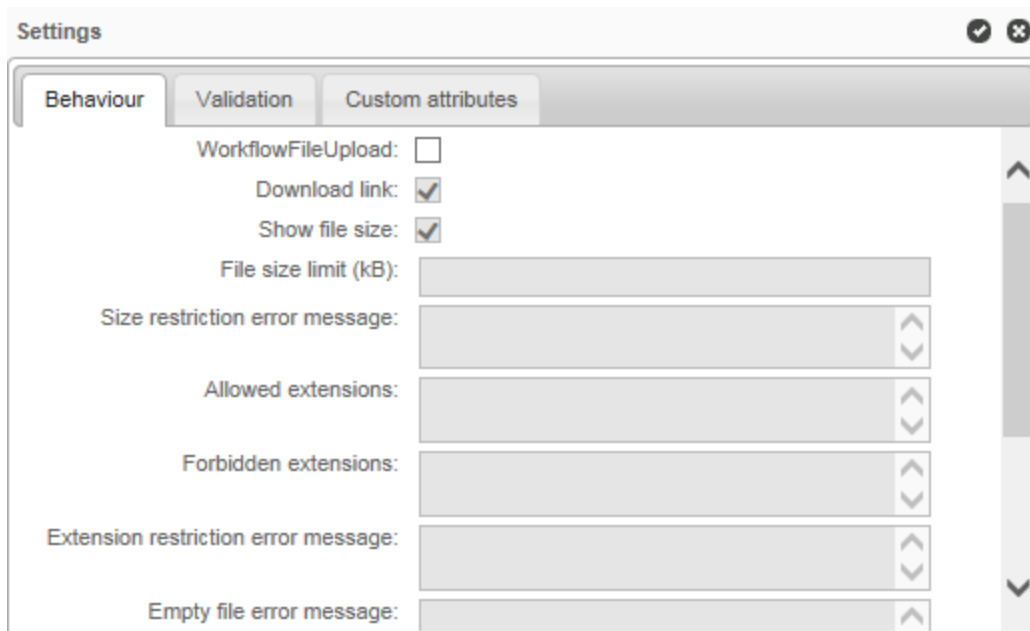 Settings
Behaviour Validation Custom attributes
WorkflowFileUpload:
Download link:
Show file size:
File size limit (kB):
Size restriction error message:
Allowed extensions:
Forbidden extensions:
Extension restriction error message:
Empty file error message: